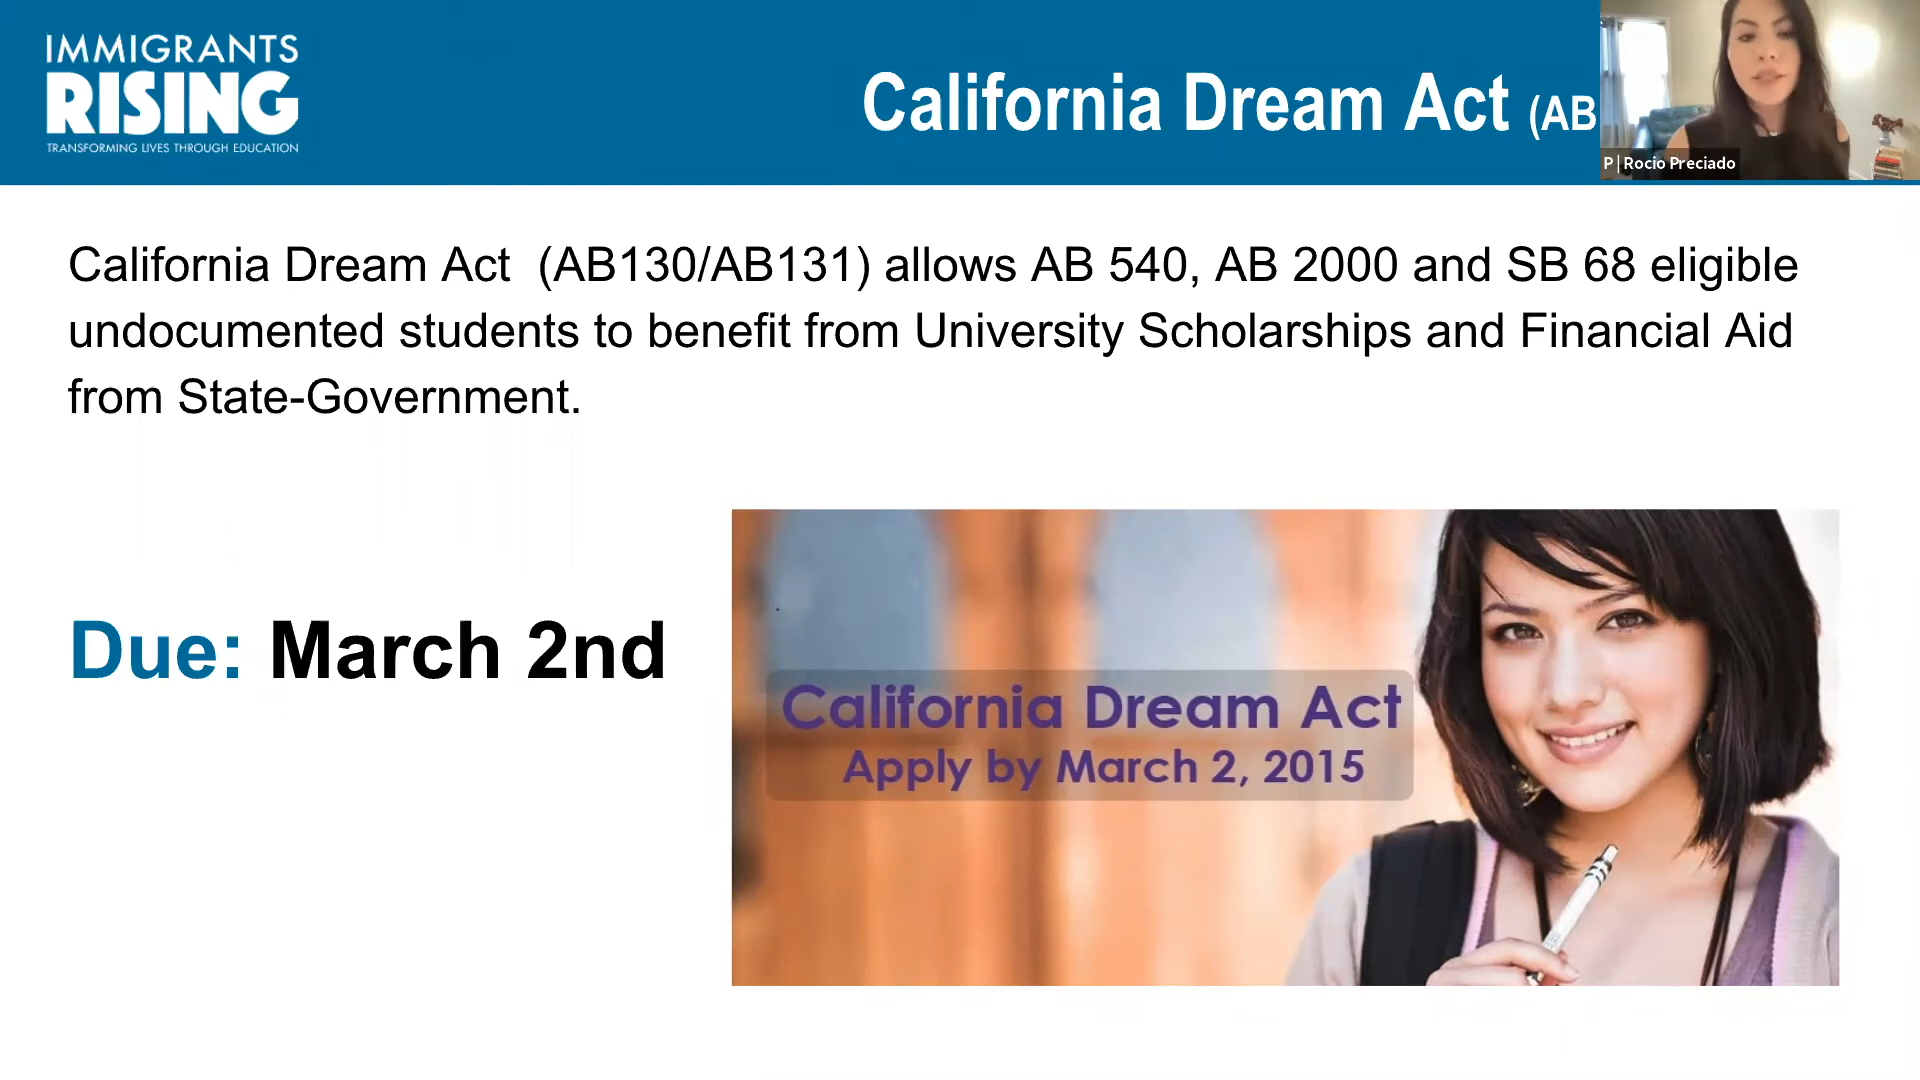 IMMIGRANTS
RISING
TRANSFORMING LIVES THROUGH EDUCATION
California Dream Act (AB
P | Rocio Preciado
California Dream Act  (AB130/AB131) allows AB 540, AB 2000 and SB 68 eligible
undocumented students to benefit from University Scholarships and Financial Aid
from State-Government.
Due: March 2nd
California Dream Act
Apply by March 2, 2015